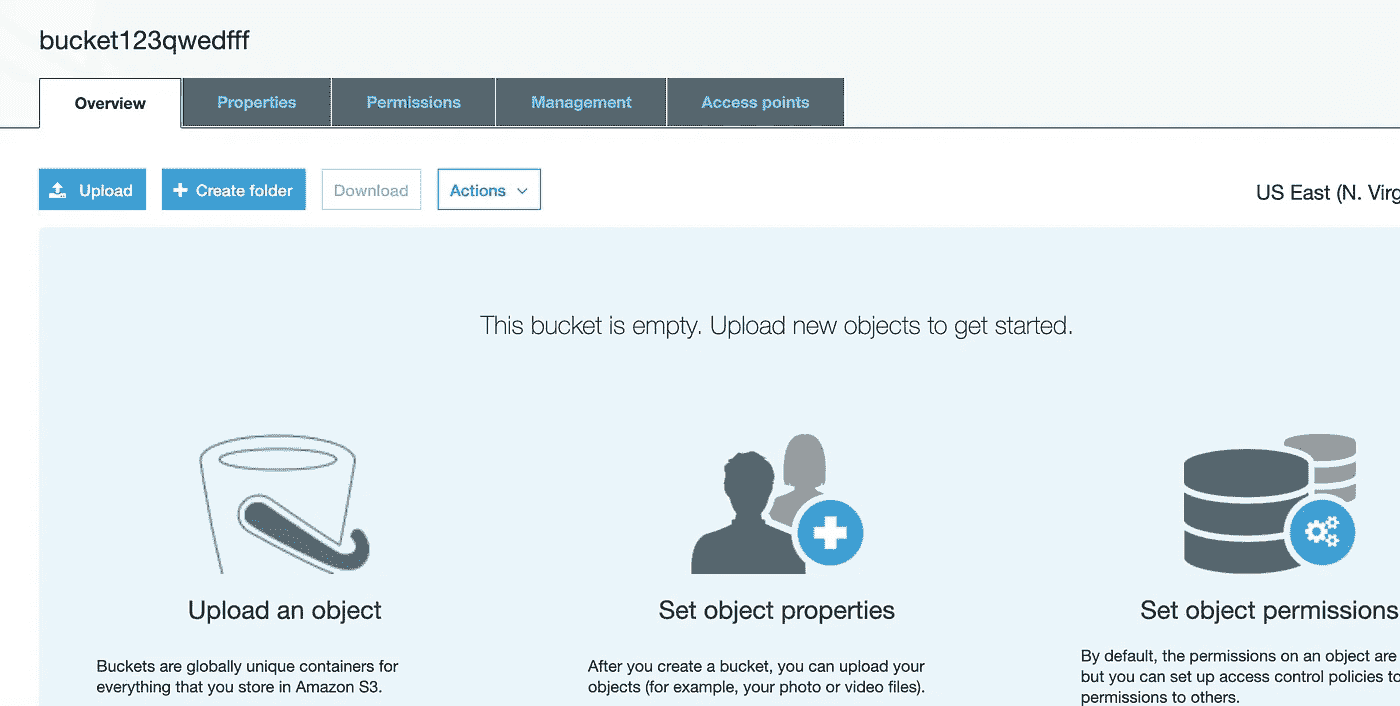 bucket123qwedfff
Overview
Properties
Permissions
Management
Access points
Upload
Create folder
Download
Actions
US East (N. Virg
This bucket is empty. Upload new objects to get started.
Upload an object
Set object properties
Set object permissions
Buckets are globally unique containers for
everything that you store in Amazon S3.
After you create a bucket, you can upload your
objects (for example, your photo or video files).
By default, the permissions on an object are
but you can set up access control policies to
permissions to others.